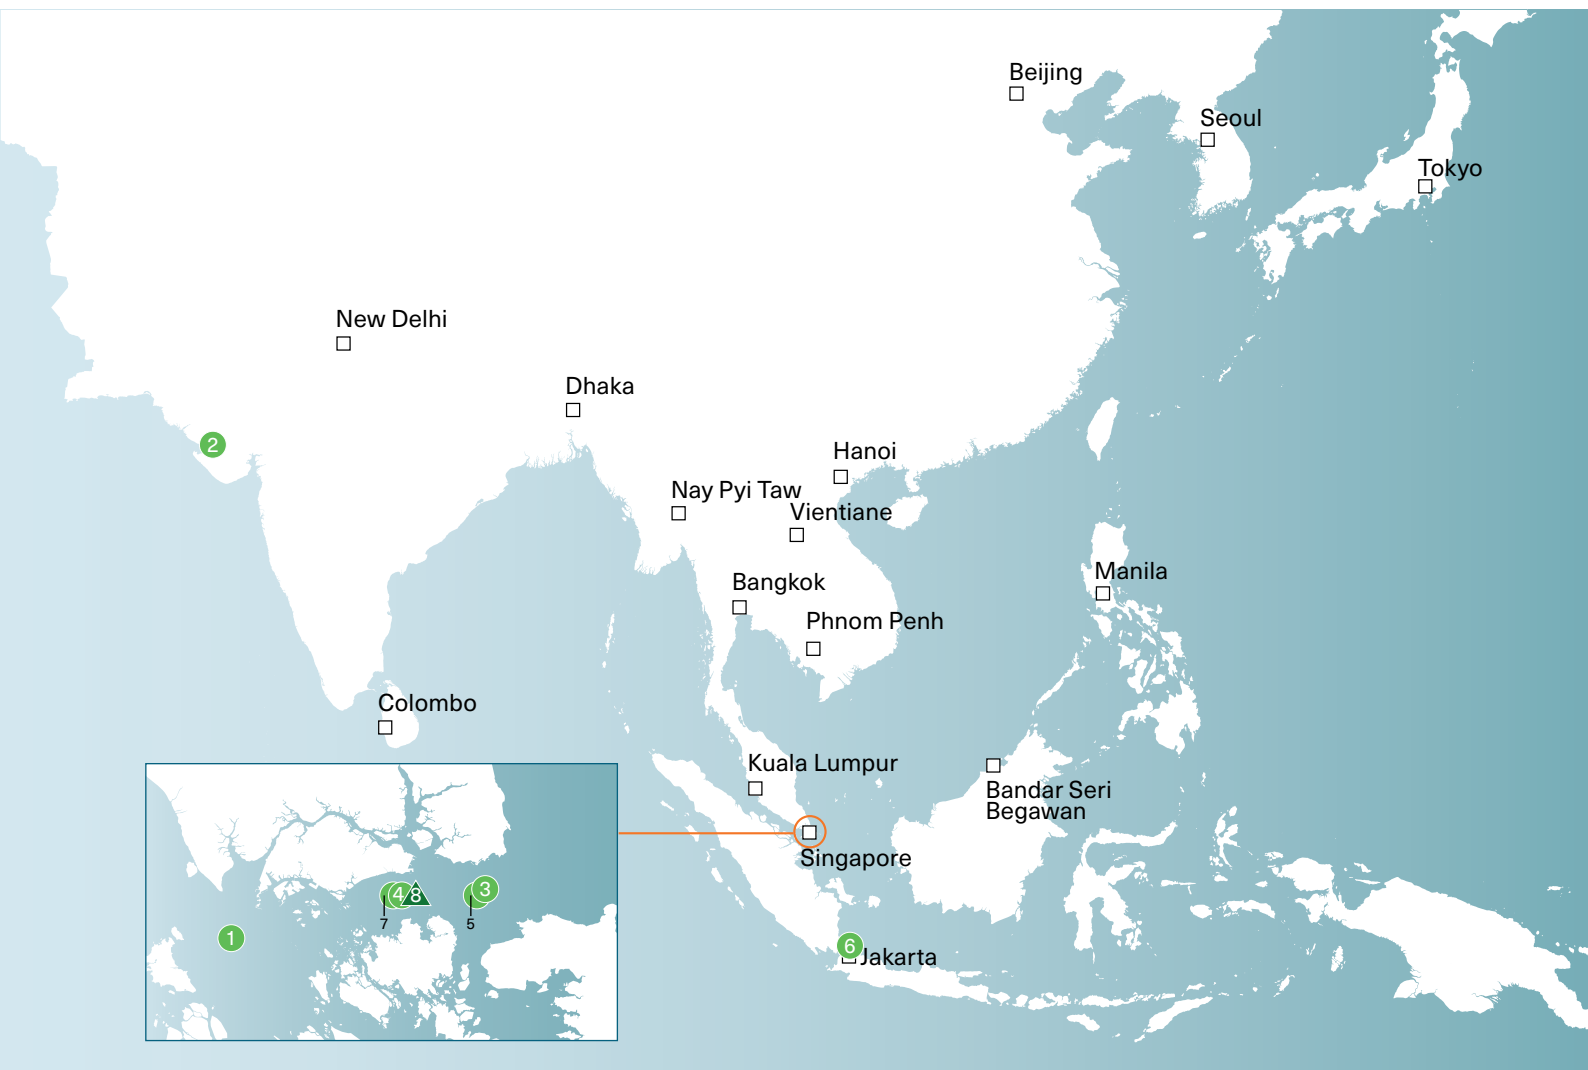 Beijing
Seoul
Tokyo
New Delhi
Dhaka
2
Hanoi
Nay Pyi Taw
Vientiane
Manila
Bangkok
Phnom Penh
Colombo
Kuala Lumpur
Bandar Seri
Begawan
Singapore
4
8
3
7
5
1
6
Jakarta